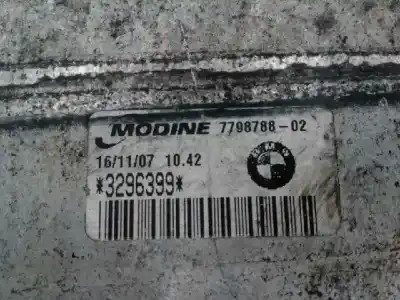 MODINE 7798788-02
16/11/07 10.42
*3296399*
BMW